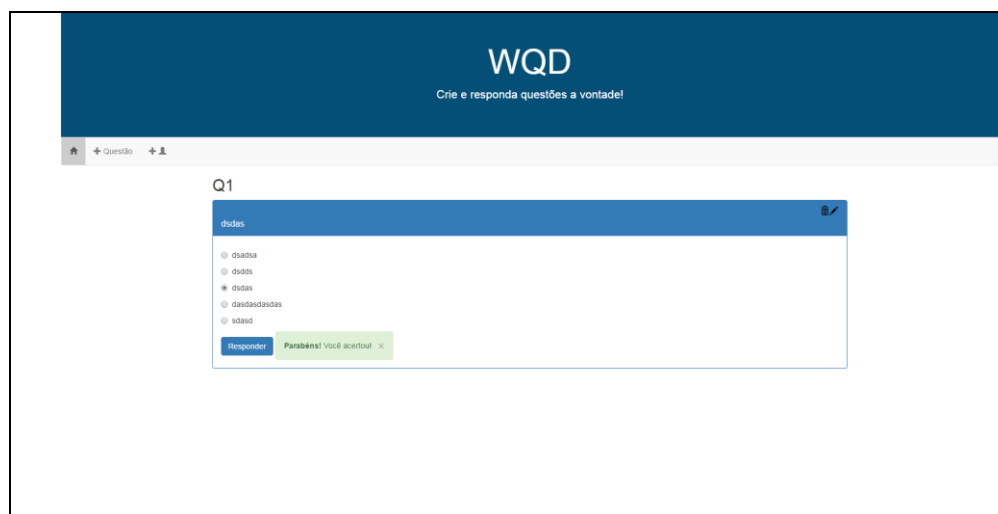 WQD
Crie e responda questões a vontade!
Questão
Q1
dsdas
dsadsa
dsdds
dsdas
dasdasdasdas
sdasd
Responder Parabéns! Você acertou! ×